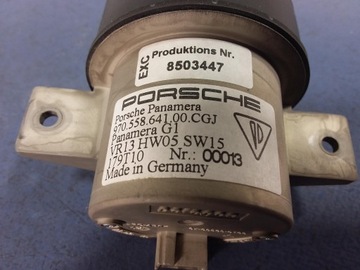 EXC
Produktions Nr.
8503447
PORSCHE
Porsche Panamera
970.558.641.00.CGJ
Panamera G1
VR13 HW05 SW15
179T10 Nr.: 00013
Made in Germany